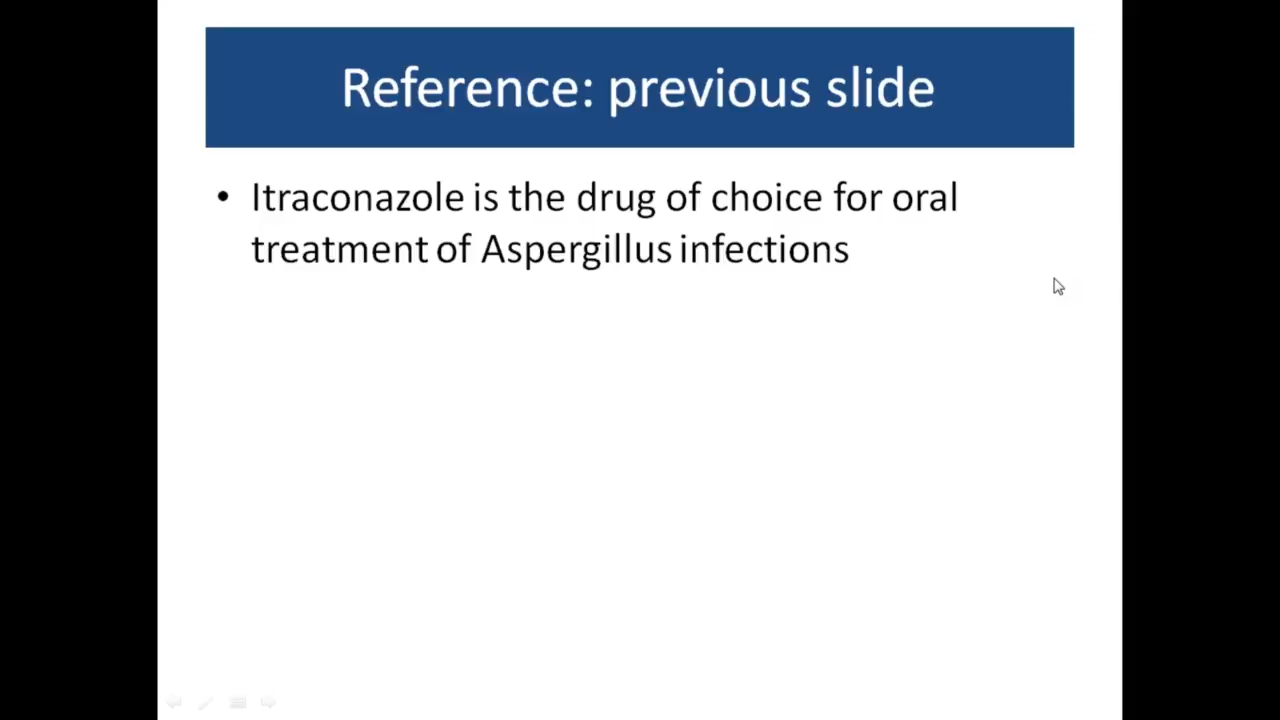 Reference: previous slide
• Itraconazole is the drug of choice for oral
treatment of Aspergillus infections